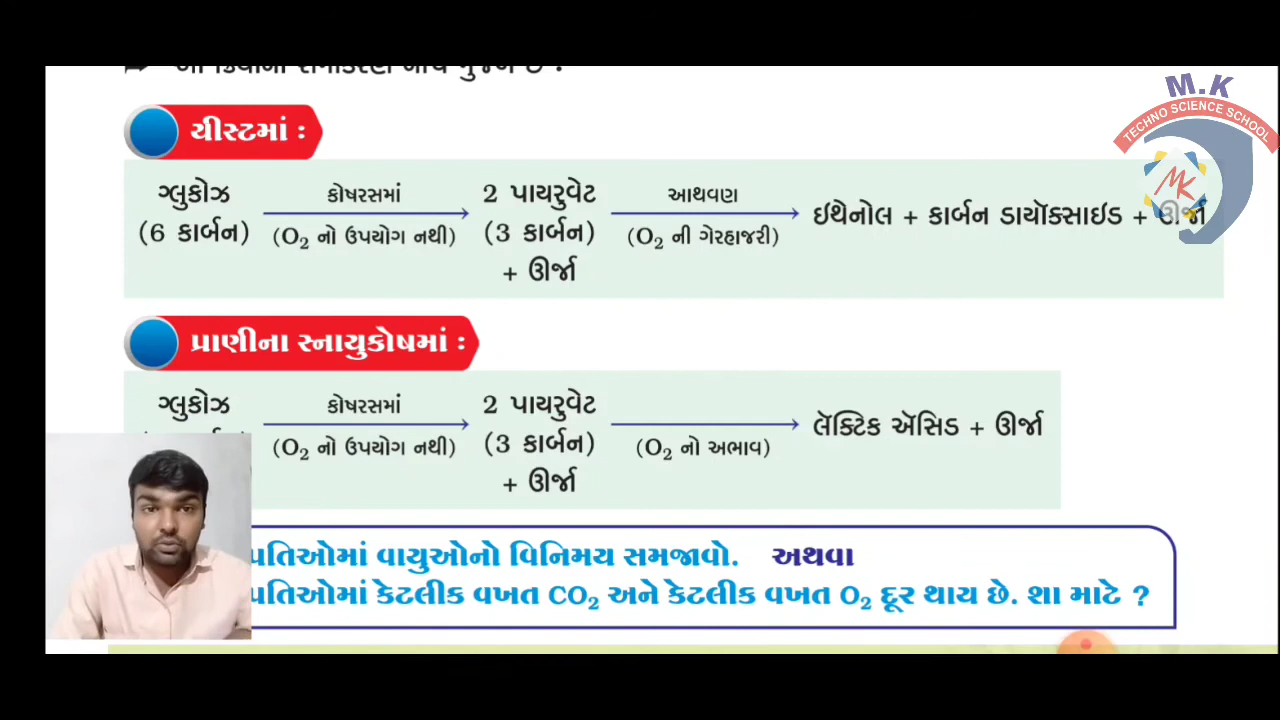 M.K
TECHNO SCIENCE SCHOOL
MK
યીસ્ટમાં :
ગ્લુકોઝ
(6 કાર્બન)
કોષરસમાં
(O₂ નો ઉપયોગ નથી)
2 પાયરુવેટ
(3 કાર્બન)
+ ઊર્જા
આથવણ
(O₂ ની ગેરહાજરી)
ઇથેનોલ + કાર્બન ડાયૉક્સાઇડ + ઊર્જા
પ્રાણીના સ્નાયુકોષમાં :
ગ્લુકોઝ
કોષરસમાં
(O₂ નો ઉપયોગ નથી)
2 પાયરુવેટ
(3 કાર્બન)
+ ઊર્જા
(O₂ નો અભાવ)
લૅક્ટિક ઍસિડ + ઊર્જા
પતિઓમાં વાયુઓનો વિનિમય સમજાવો. અથવા
પતિઓમાં કેટલીક વખત CO₂ અને કેટલીક વખત O₂ દૂર થાય છે. શા માટે ?